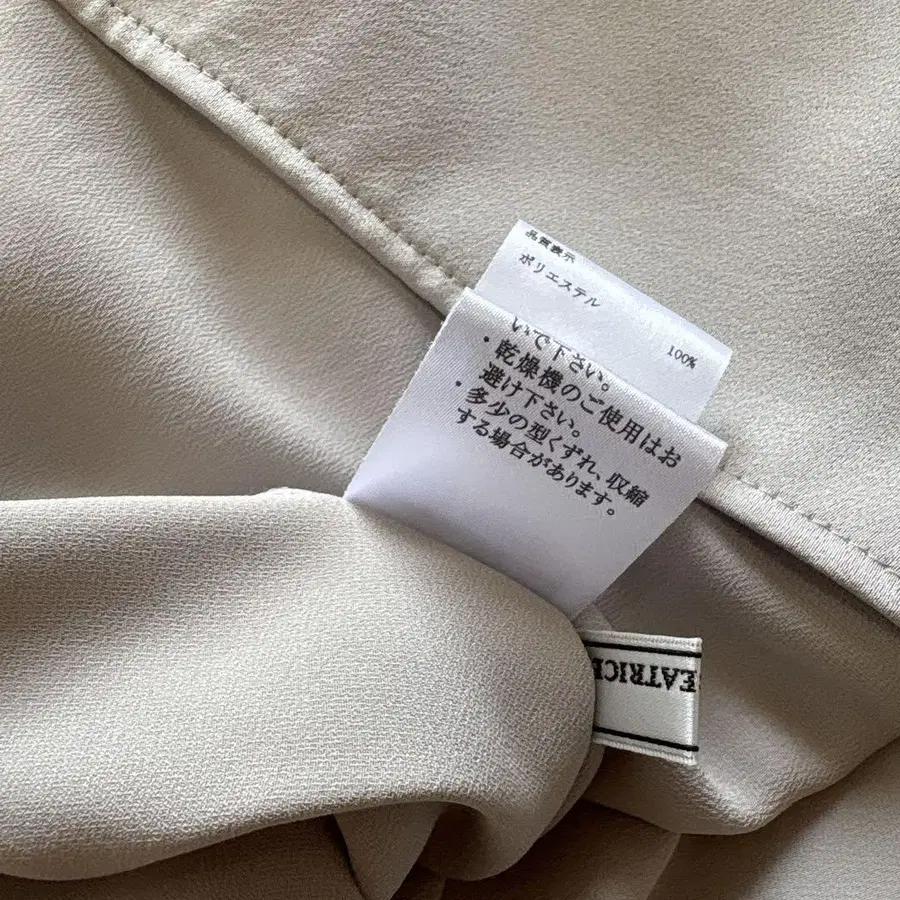 品質表示
ポリエステル
100%
いで下さい。
・乾燥機のご使用はお
避け下さい。
・多少の型くずれ、収縮
する場合があります。
EATRICE